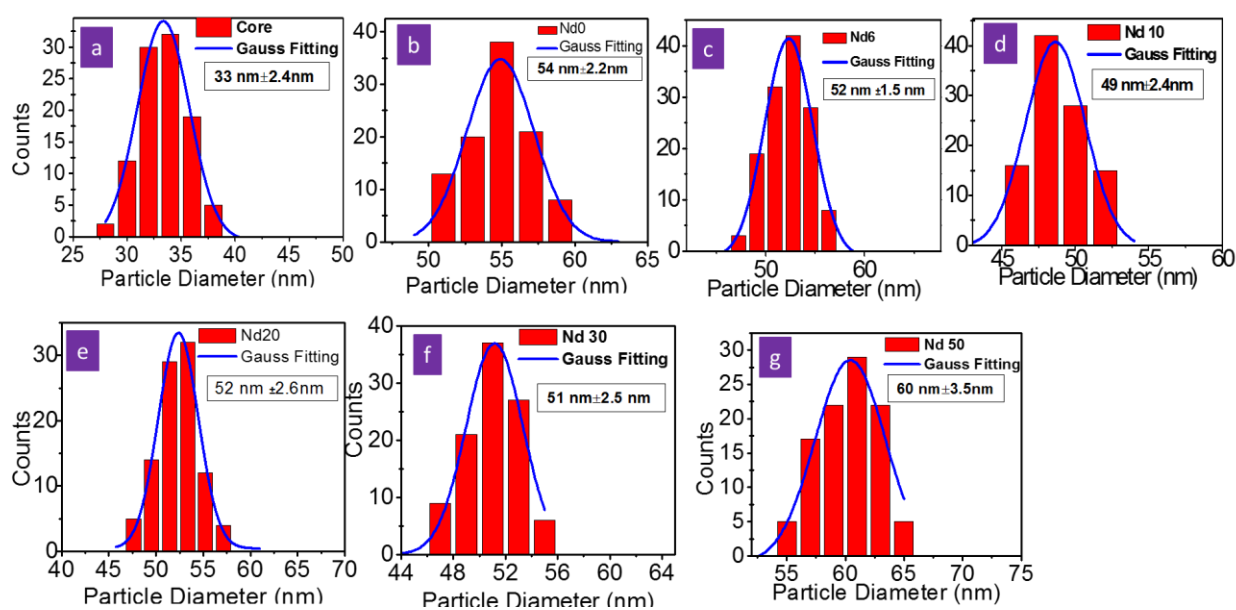 a
Core
Gauss Fitting
33 nm±2.4nm
Counts
30
25
20
15
10
5
0
25 30 35 40 45 50
Particle Diameter (nm)
b
Nd0
Gauss Fitting
54 nm±2.2nm
40
30
20
10
0
50 55 60 65
Particle Diameter (nm)
c
Nd6
Gauss Fitting
52 nm ±1.5 nm
40
30
20
10
0
50 60
Particle Diameter (nm)
d
Nd 10
Gauss Fitting
49 nm±2.4nm
40
30
20
10
0
45 50 55 60
Particle Diameter (nm)
e
Nd20
Gauss Fitting
52 nm ±2.6nm
Counts
30
20
10
0
40 45 50 55 60 65 70
Particle Diameter (nm)
f
Nd 30
Gauss Fitting
51 nm±2.5 nm
Counts
40
30
20
10
0
44 48 52 56 60 64
Particle Diameter (nm)
g
Nd 50
Gauss Fitting
60 nm±3.5nm
Counts
30
25
20
15
10
5
0
55 60 65 70 75
Particle Diameter (nm)